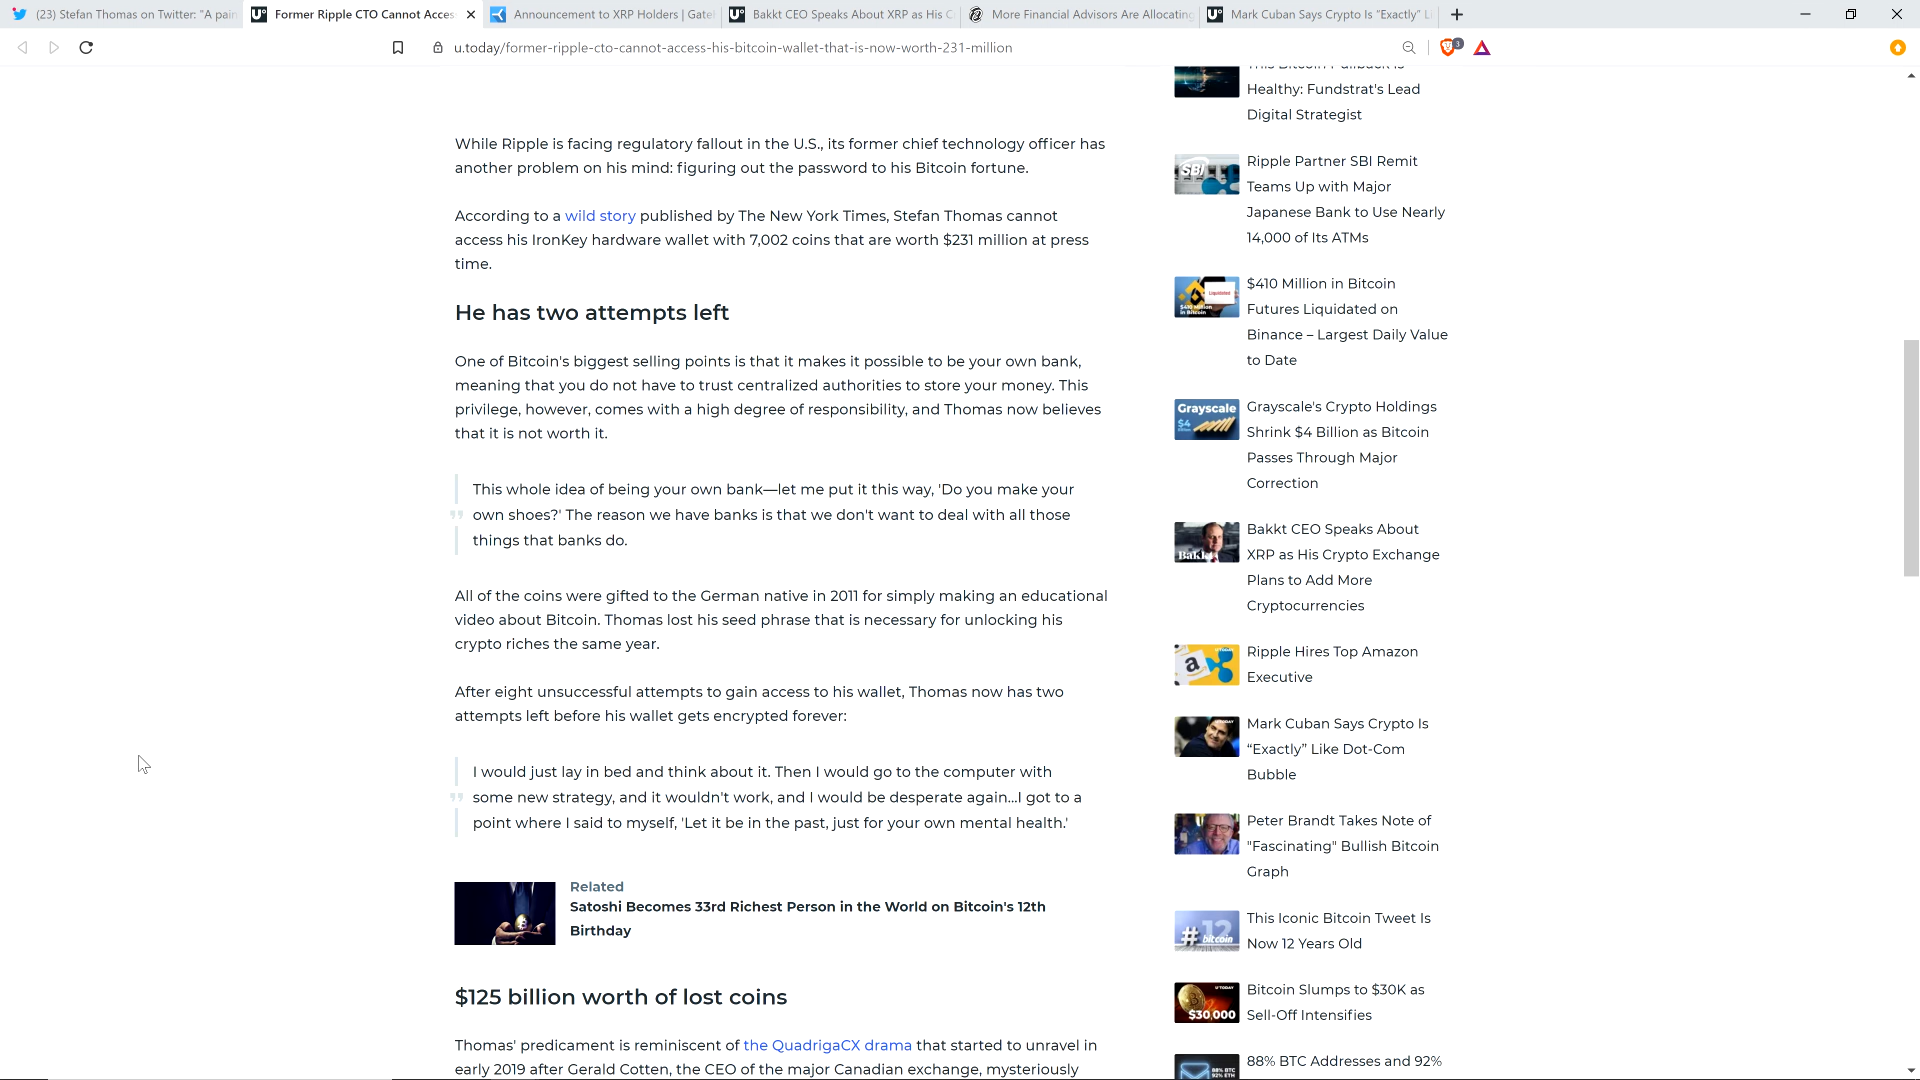 (23) Stefan Thomas on Twitter: "A pain
Former Ripple CTO Cannot Acces
Announcement to XRP Holders | Gate
Bakkt CEO Speaks About XRP as His C
More Financial Advisors Are Allocating
Mark Cuban Says Crypto Is "Exactly" Li
u.today/former-ripple-cto-cannot-access-his-bitcoin-wallet-that-is-now-worth-231-million
3
While Ripple is facing regulatory fallout in the U.S., its former chief technology officer has
another problem on his mind: figuring out the password to his Bitcoin fortune.
According to a wild story published by The New York Times, Stefan Thomas cannot
access his IronKey hardware wallet with 7,002 coins that are worth $231 million at press
time.
He has two attempts left
One of Bitcoin's biggest selling points is that it makes it possible to be your own bank,
meaning that you do not have to trust centralized authorities to store your money. This
privilege, however, comes with a high degree of responsibility, and Thomas now believes
that it is not worth it.
This whole idea of being your own bank—let me put it this way, 'Do you make your
own shoes?' The reason we have banks is that we don't want to deal with all those
things that banks do.
All of the coins were gifted to the German native in 2011 for simply making an educational
video about Bitcoin. Thomas lost his seed phrase that is necessary for unlocking his
crypto riches the same year.
After eight unsuccessful attempts to gain access to his wallet, Thomas now has two
attempts left before his wallet gets encrypted forever:
I would just lay in bed and think about it. Then I would go to the computer with
some new strategy, and it wouldn't work, and I would be desperate again...I got to a
point where I said to myself, 'Let it be in the past, just for your own mental health.'
Related
Satoshi Becomes 33rd Richest Person in the World on Bitcoin's 12th
Birthday
$125 billion worth of lost coins
Thomas' predicament is reminiscent of the QuadrigaCX drama that started to unravel in
early 2019 after Gerald Cotten, the CEO of the major Canadian exchange, mysteriously
This Bitcoin Pullback Is
Healthy: Fundstrat's Lead
Digital Strategist
SBI
Ripple Partner SBI Remit
Teams Up with Major
Japanese Bank to Use Nearly
14,000 of Its ATMs
Liquidated
$410 Million
in Bitcoin
$410 Million in Bitcoin
Futures Liquidated on
Binance – Largest Daily Value
to Date
Grayscale
$4
Grayscale's Crypto Holdings
Shrink $4 Billion as Bitcoin
Passes Through Major
Correction
Bakkt
Bakkt CEO Speaks About
XRP as His Crypto Exchange
Plans to Add More
Cryptocurrencies
a
Ripple Hires Top Amazon
Executive
Mark Cuban Says Crypto Is
“Exactly” Like Dot-Com
Bubble
Peter Brandt Takes Note of
"Fascinating" Bullish Bitcoin
Graph
#12
bitcoin
This Iconic Bitcoin Tweet Is
Now 12 Years Old
$30,000
Bitcoin Slumps to $30K as
Sell-Off Intensifies
88% BTC
92% ETH
88% BTC Addresses and 92%